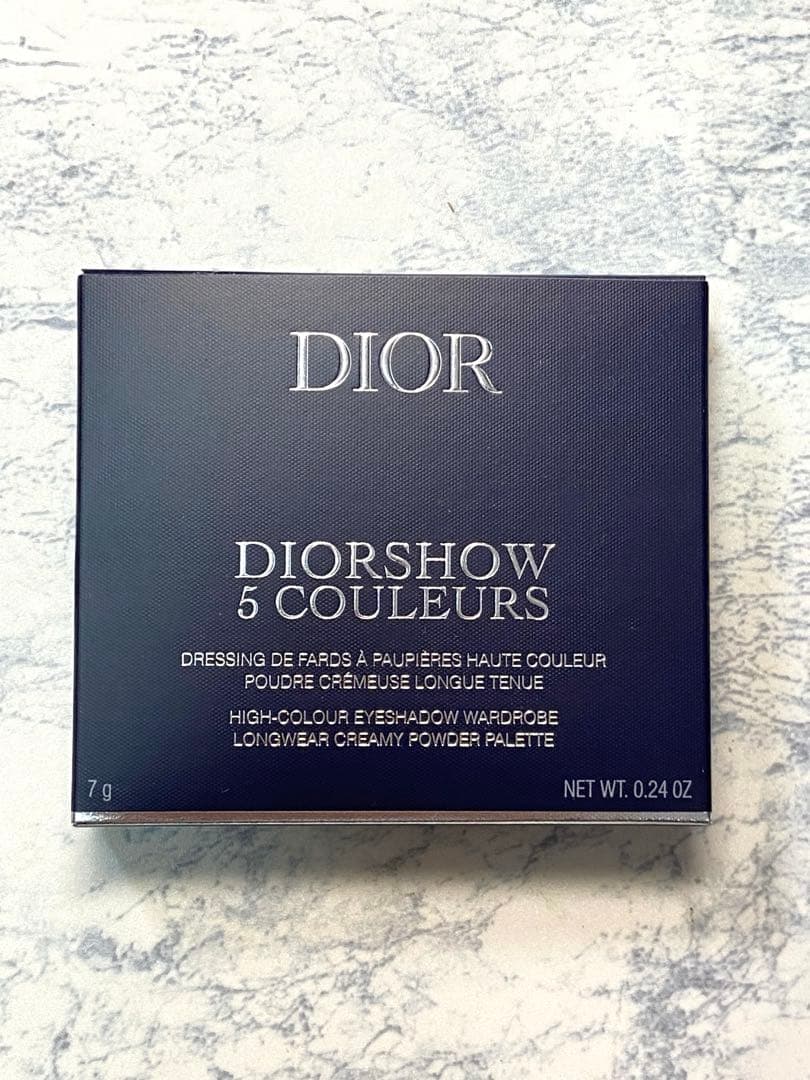 DIOR
DIORSHOW
5 COULEURS
DRESSING DE FARDS À PAUPIÈRES HAUTE COULEUR
POUDRE CRÉMEUSE LONGUE TENUE
HIGH-COLOUR EYESHADOW WARDROBE
LONGWEAR CREAMY POWDER PALETTE
7 g
NET WT. 0.24 OZ